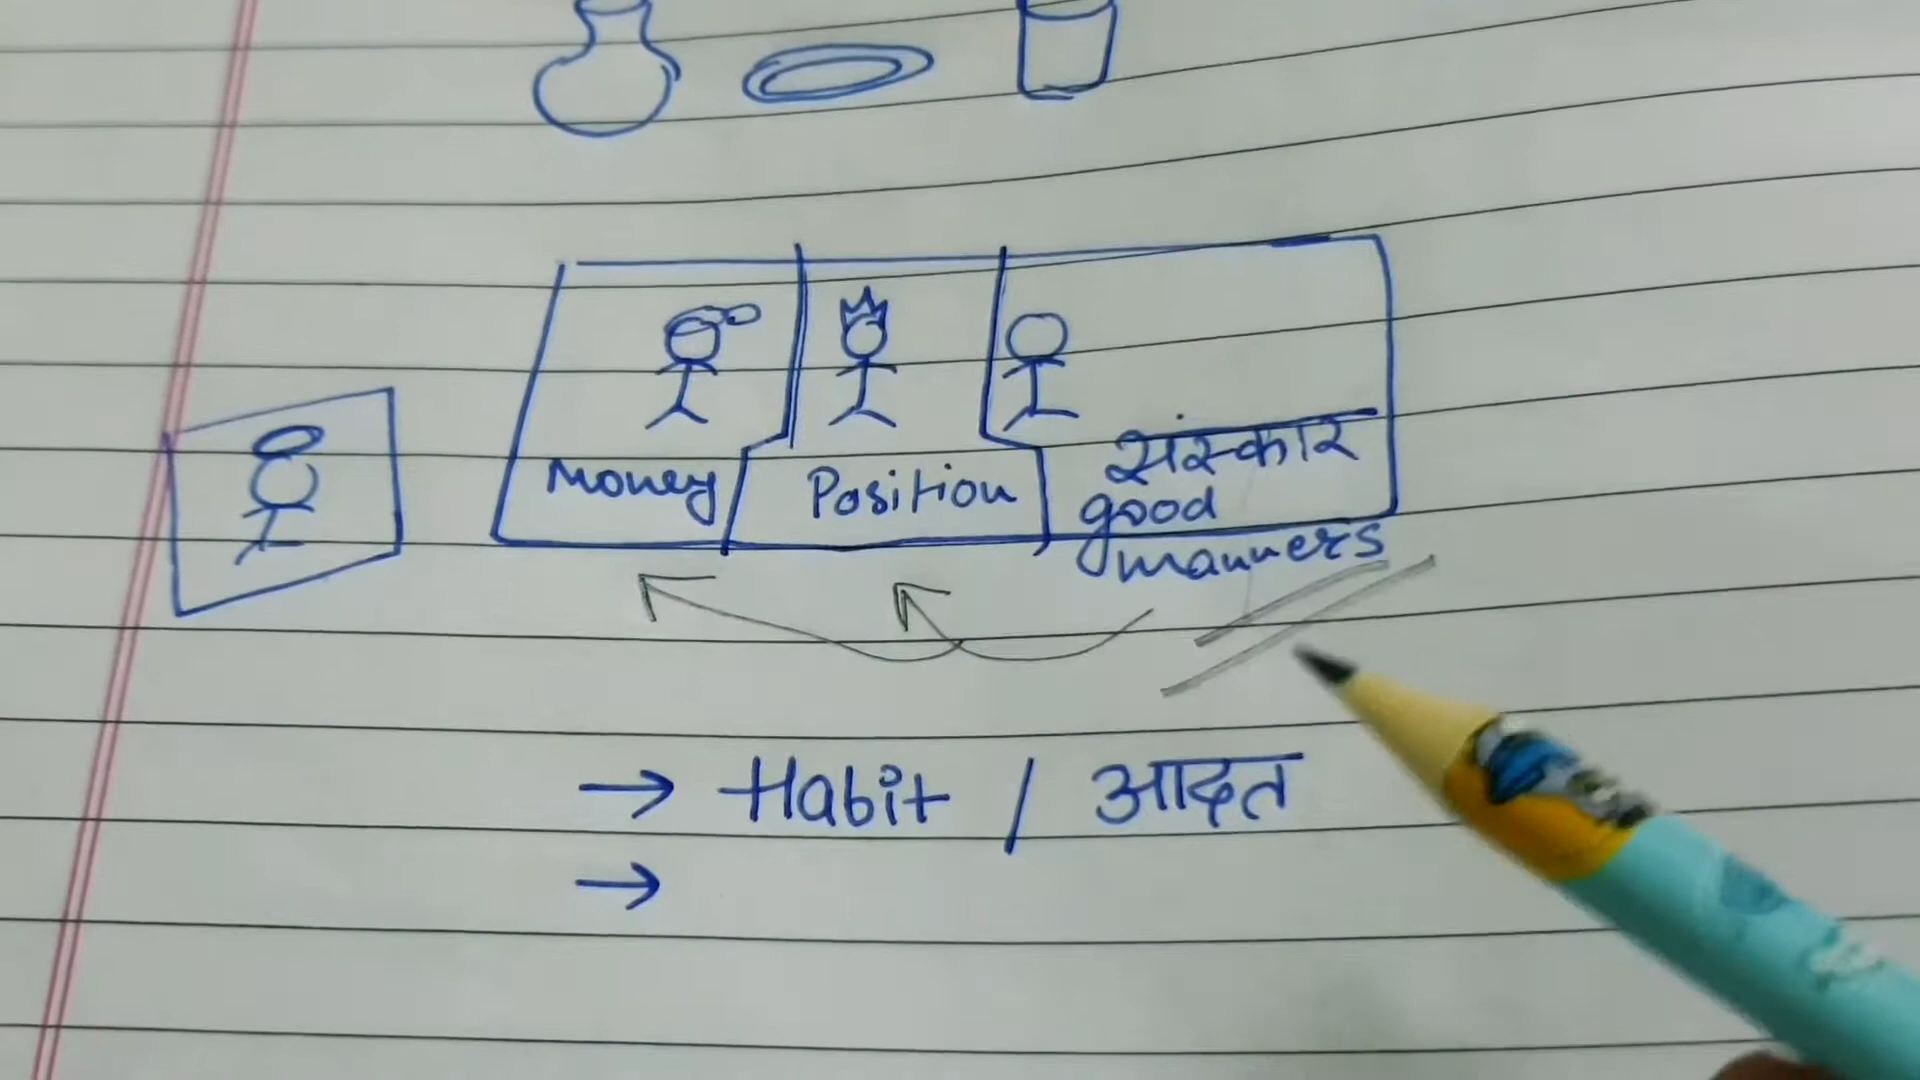 Money Position संस्कार
good
manners
→ Habit / आदत
→